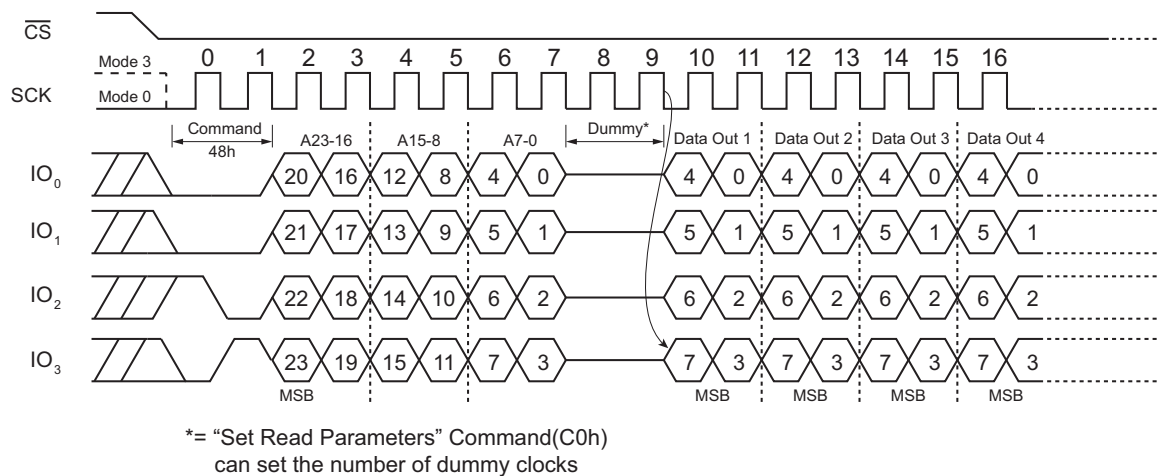 CS
0 1 2 3 4 5 6 7 8 9 10 11 12 13 14 15 16
Mode 3
SCK
Mode 0
Command
48h
A23-16 A15-8 A7-0 Dummy* Data Out 1 Data Out 2 Data Out 3 Data Out 4
IO0 20 16 12 8 4 0 4 0 4 0 4 0 4 0
IO1 21 17 13 9 5 1 5 1 5 1 5 1 5 1
IO2 22 18 14 10 6 2 6 2 6 2 6 2 6 2
IO3 23 19 15 11 7 3 7 3 7 3 7 3 7 3
MSB MSB MSB MSB MSB
*= “Set Read Parameters” Command(C0h)
can set the number of dummy clocks